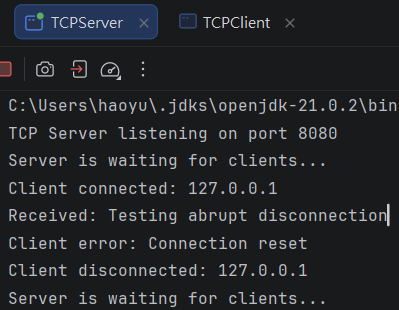 TCPServer
TCPClient
C:\Users\haoyu\.jdks\openjdk-21.0.2\bin
TCP Server listening on port 8080
Server is waiting for clients...
Client connected: 127.0.0.1
Received: Testing abrupt disconnection
Client error: Connection reset
Client disconnected: 127.0.0.1
Server is waiting for clients...